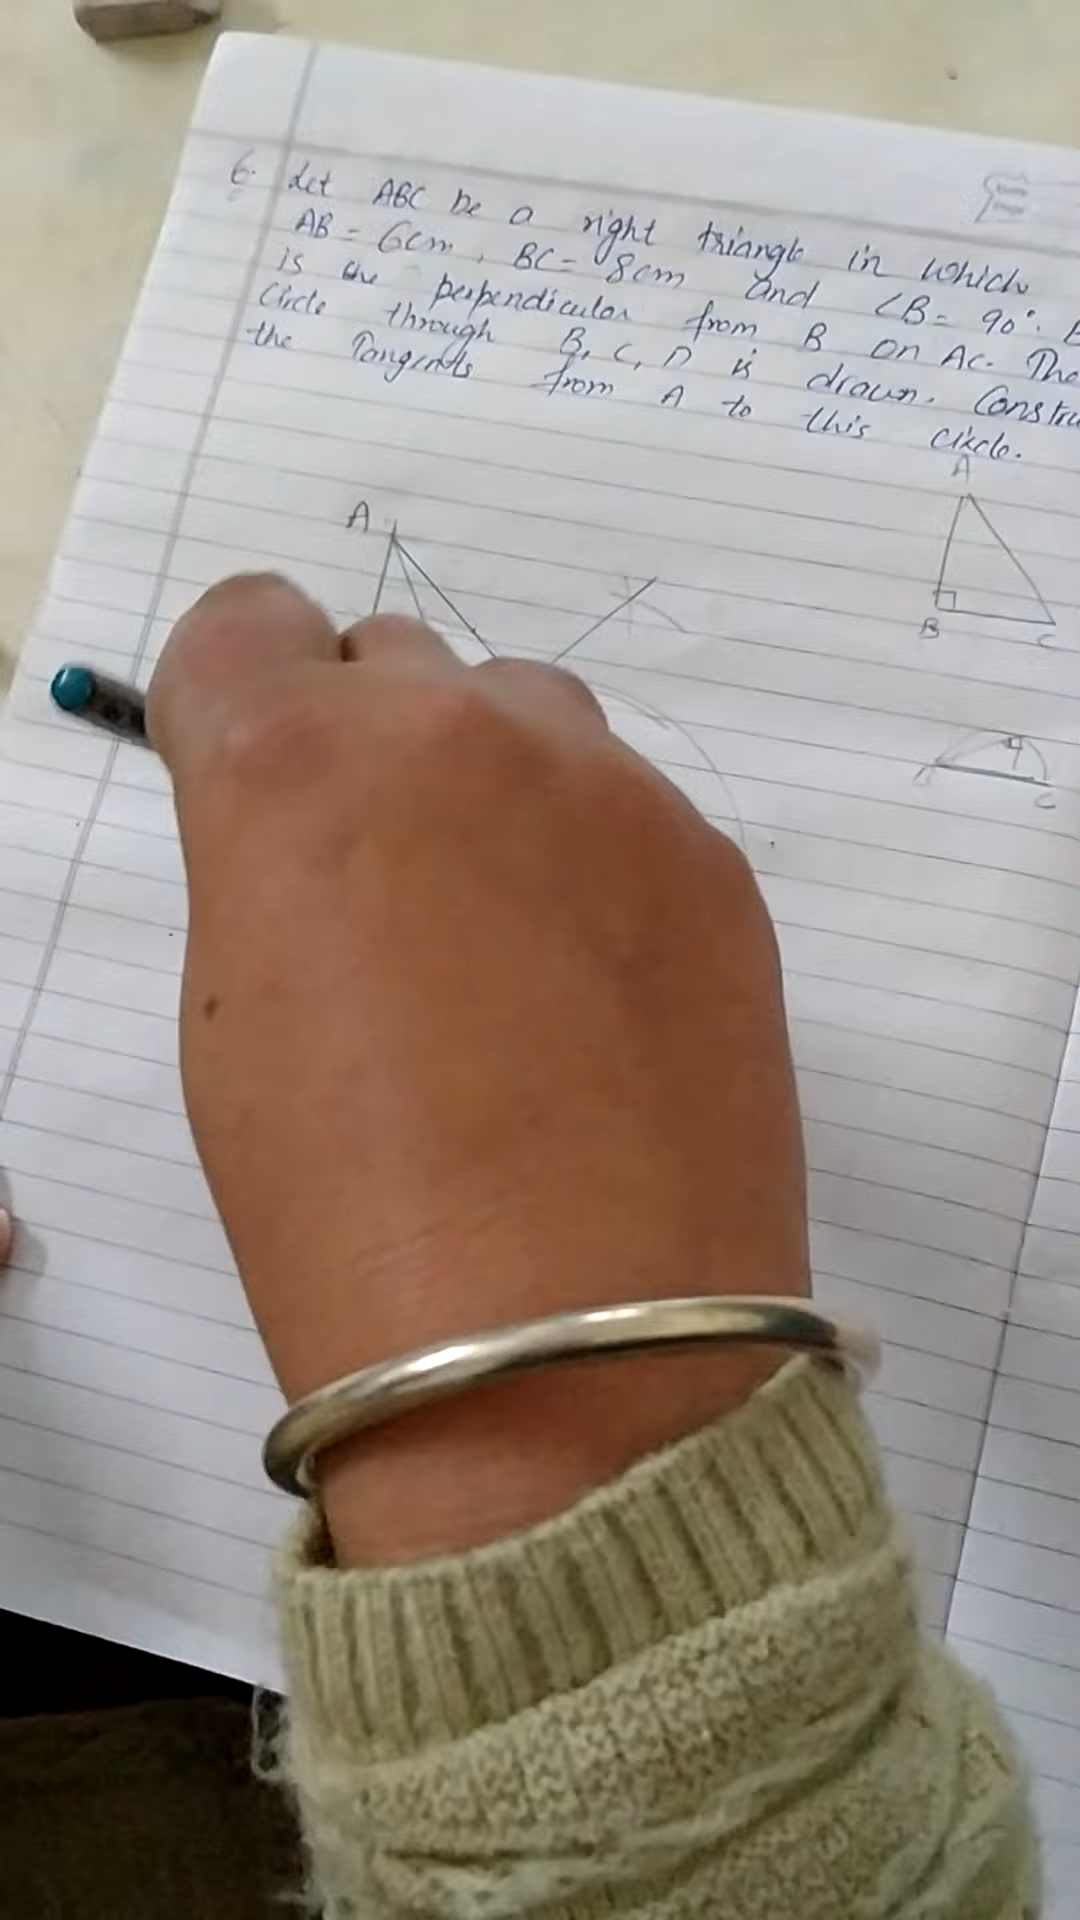 6. Let ABC be a right triangle in which
AB = 6cm, BC = 8cm and ∠B = 90°.
is the perpendicular from B on AC. The
Circle through B, C, D is drawn. Constru
the Tangents from A to this circle.
A
A
B
C
B
C